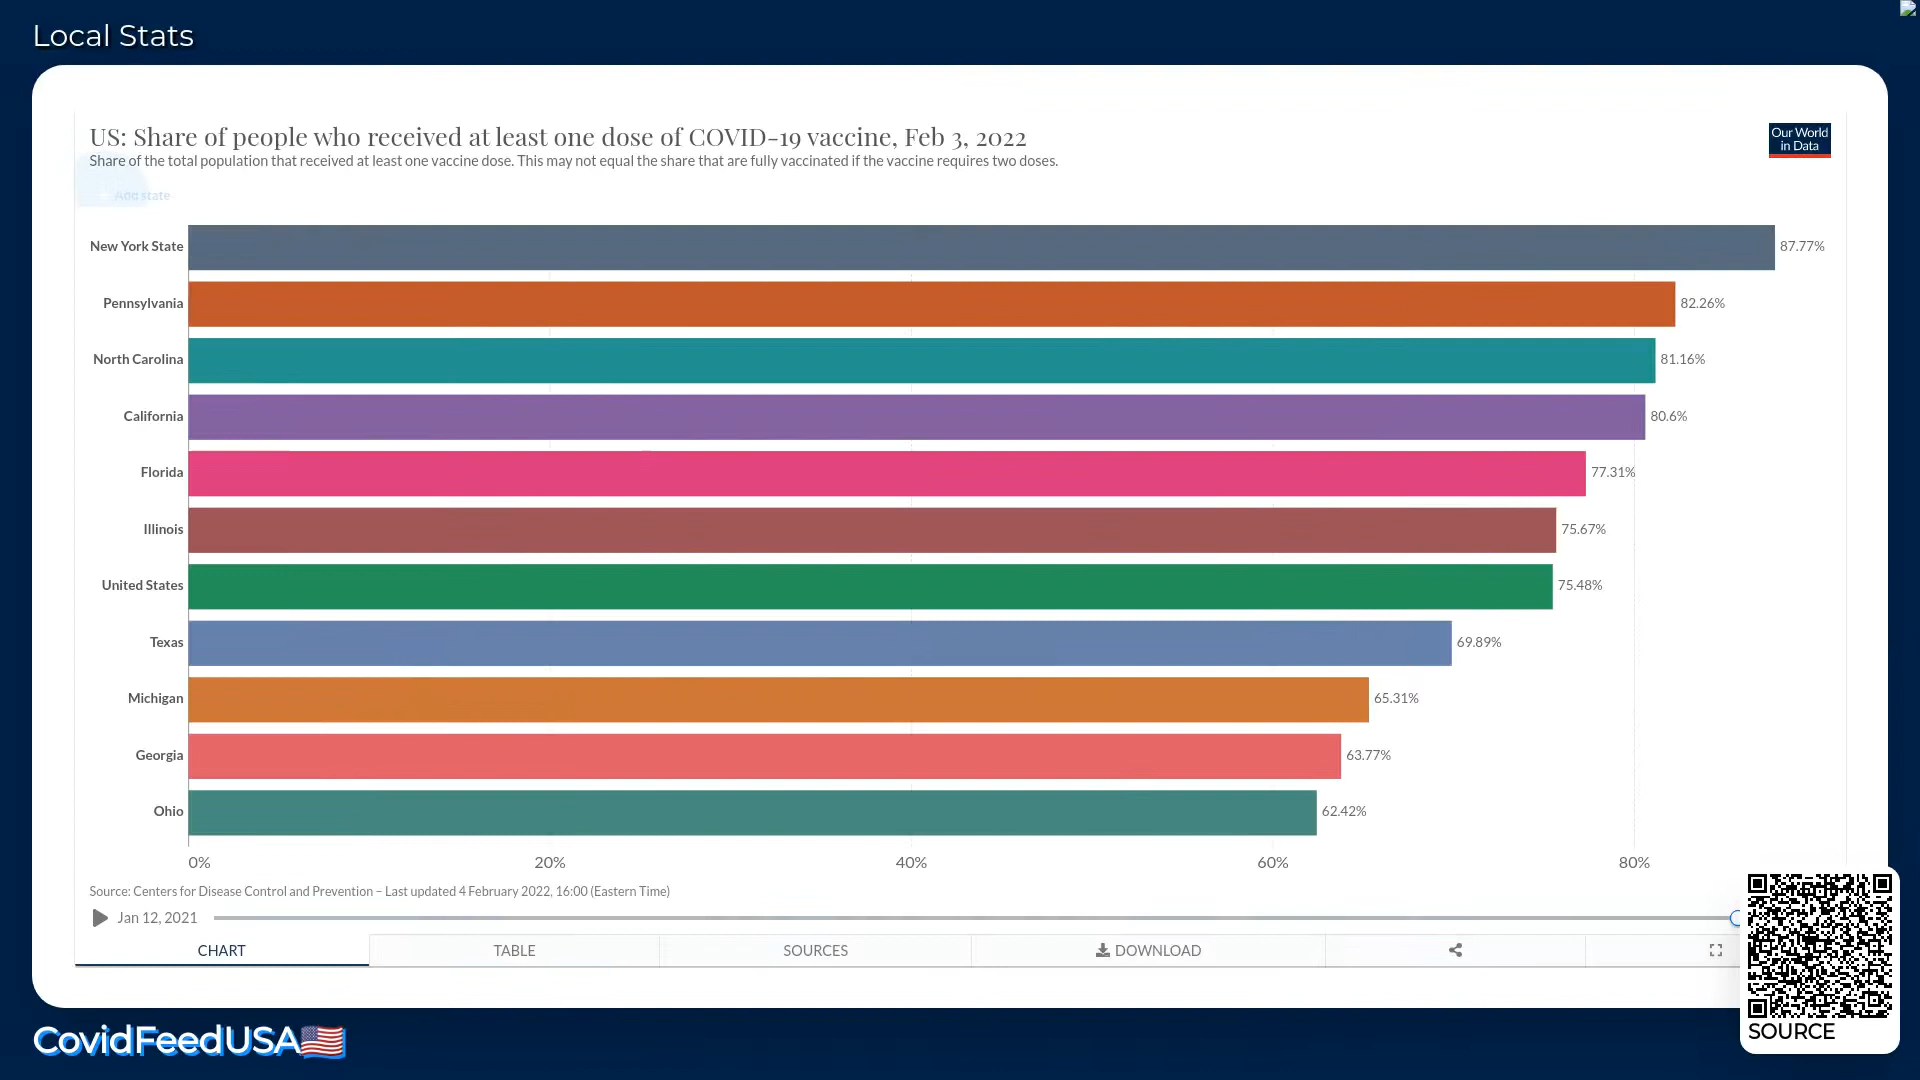 Local Stats
US: Share of people who received at least one dose of COVID-19 vaccine, Feb 3, 2022
Our World
in Data
Share of the total population that received at least one vaccine dose. This may not equal the share that are fully vaccinated if the vaccine requires two doses.
Add state
New York State 87.77%
Pennsylvania 82.26%
North Carolina 81.16%
California 80.6%
Florida 77.31%
Illinois 75.67%
United States 75.48%
Texas 69.89%
Michigan 65.31%
Georgia 63.77%
Ohio 62.42%
0% 20% 40% 60% 80%
Source: Centers for Disease Control and Prevention – Last updated 4 February 2022, 16:00 (Eastern Time)
Jan 12, 2021
CHART TABLE SOURCES DOWNLOAD
SOURCE
CovidFeedUSA